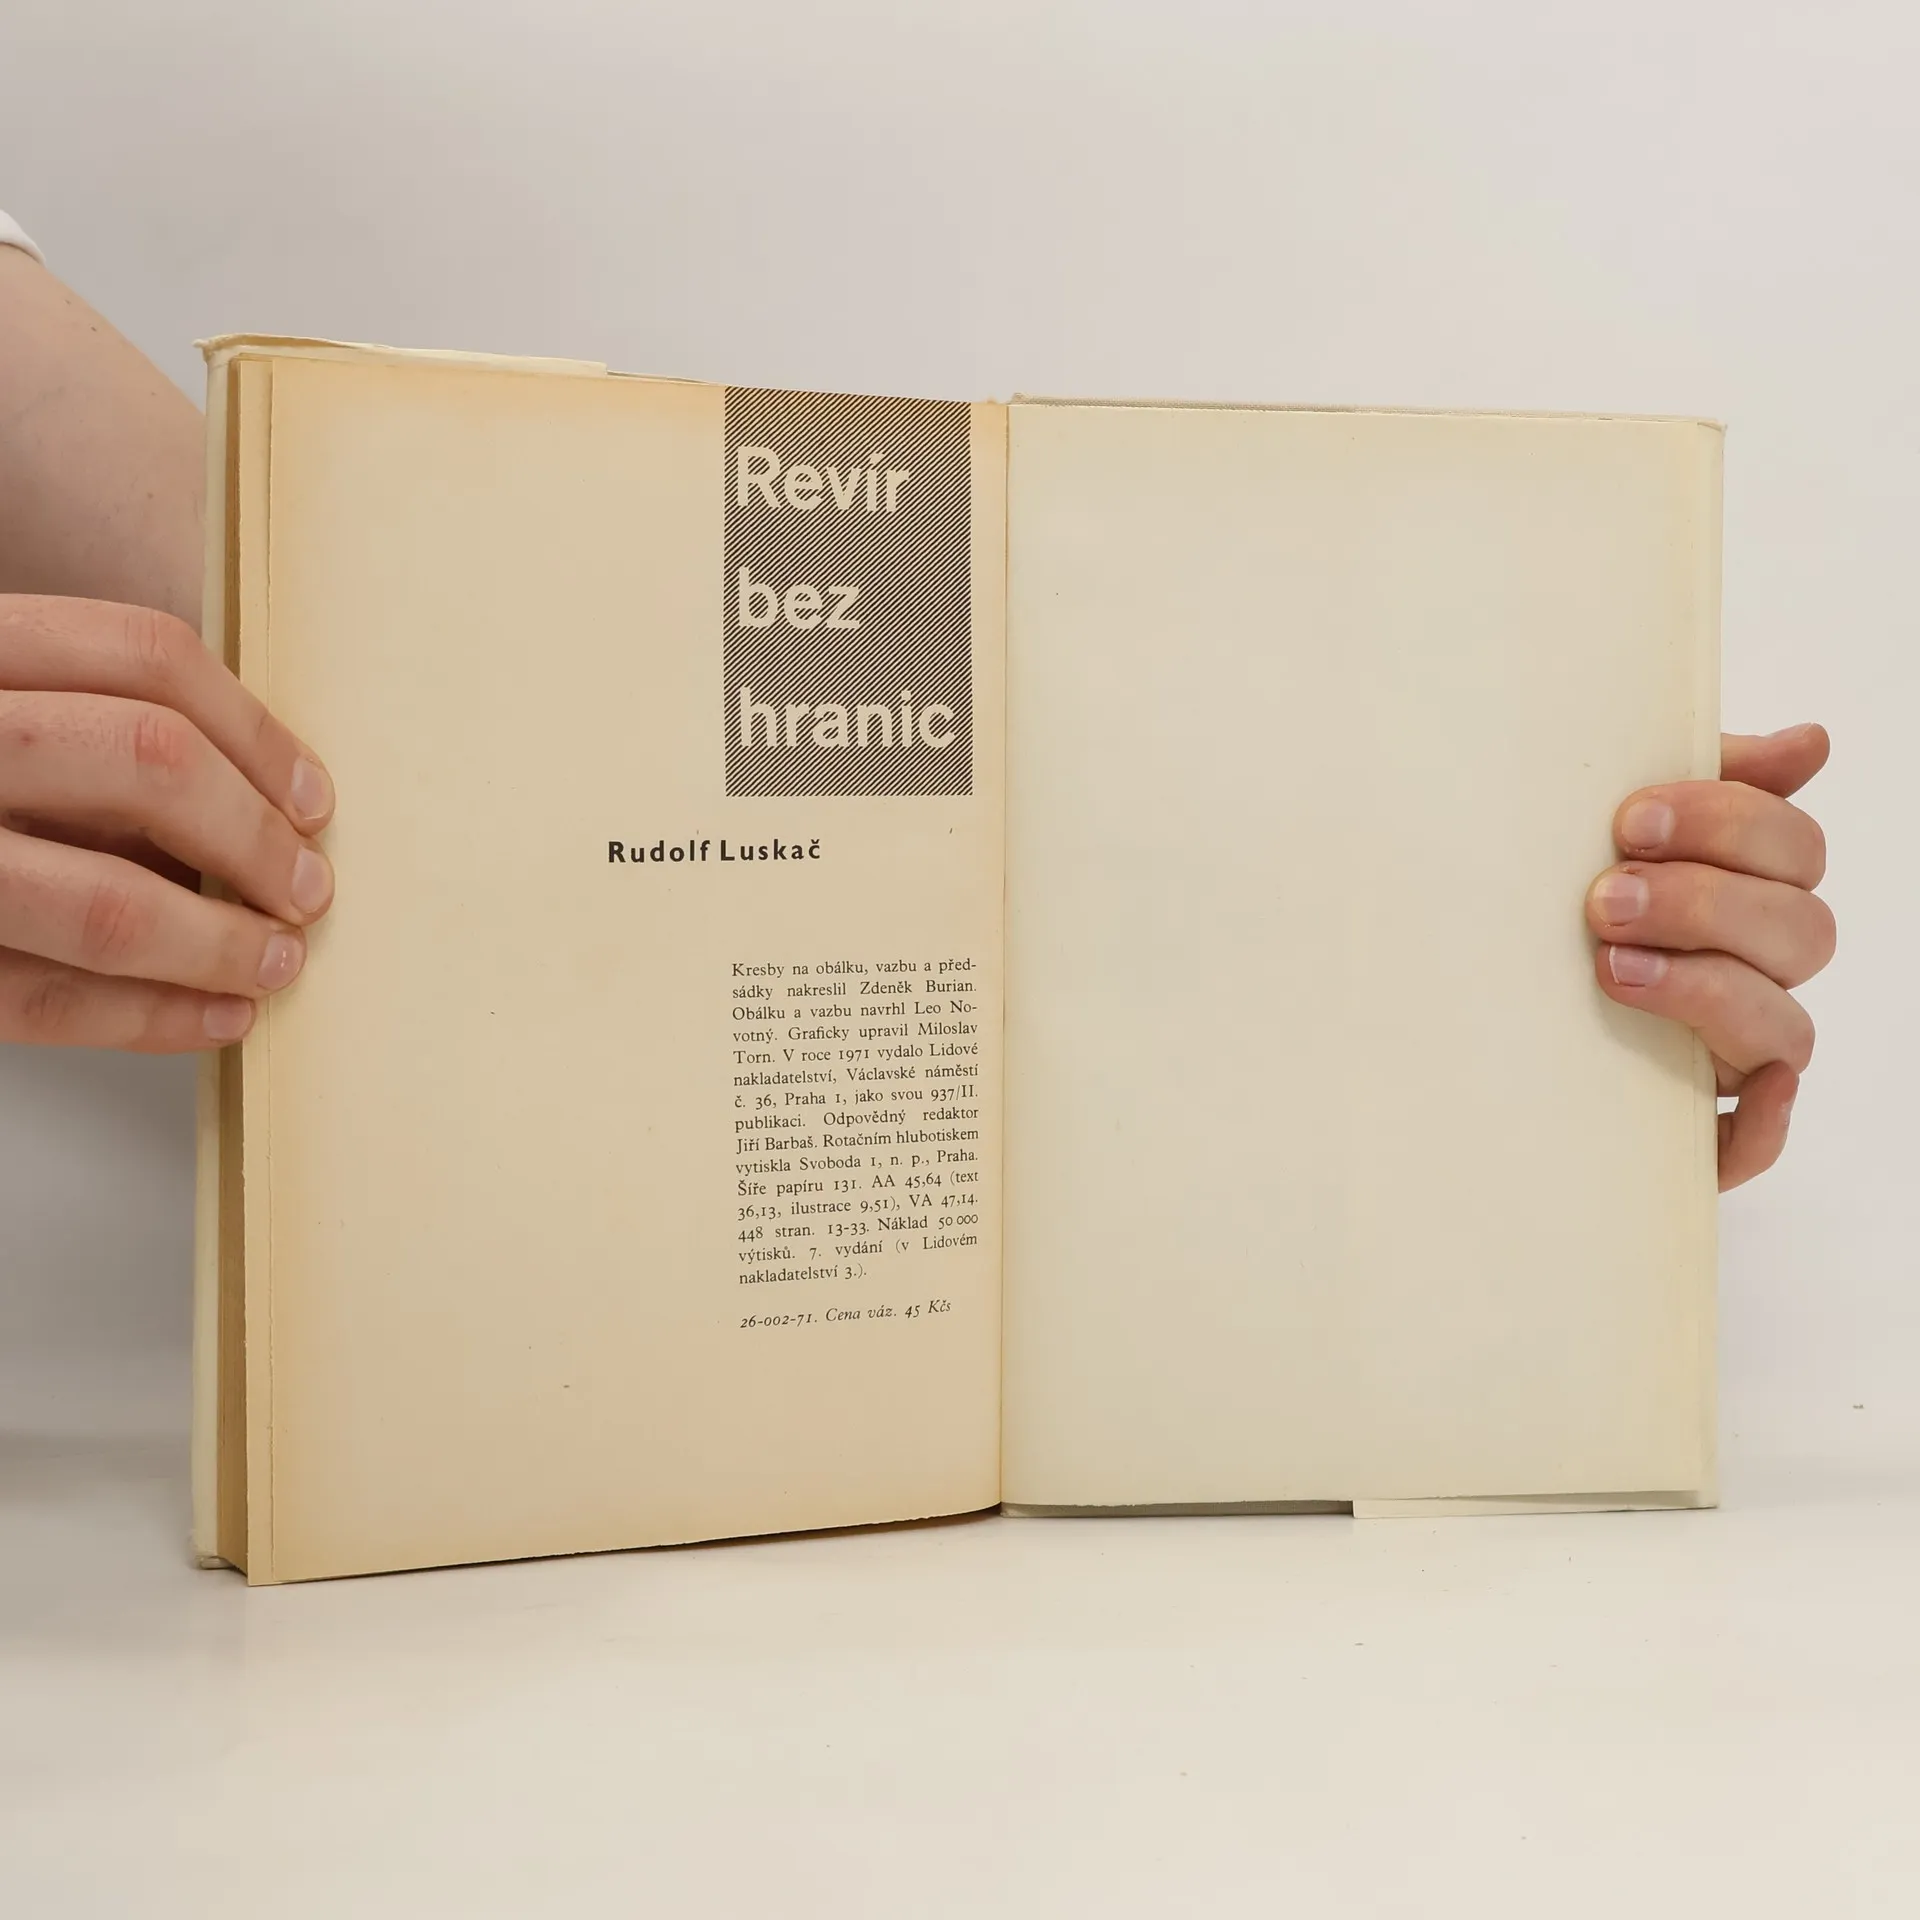 Revír
bez
hranic
Rudolf Luskač
Kresby na obálku, vazbu a před-
sádky nakreslil Zdeněk Burian.
Obálku a vazbu navrhl Leo No-
votný. Graficky upravil Miloslav
Torn. V roce 1971 vydalo Lidové
nakladatelství, Václavské náměstí
č. 36, Praha 1, jako svou 937/II.
publikaci. Odpovědný redaktor
Jiří Barbaš. Rotačním hlubotiskem
vytiskla Svoboda 1, n. p., Praha.
Šíře papíru 131. AA 45,64 (text
36,13, ilustrace 9,51), VA 47,14.
448 stran. 13-33. Náklad 50 000
výtisků. 7. vydání (v Lidovém
nakladatelství 3.).
26-002-71. Cena váz. 45 Kčs